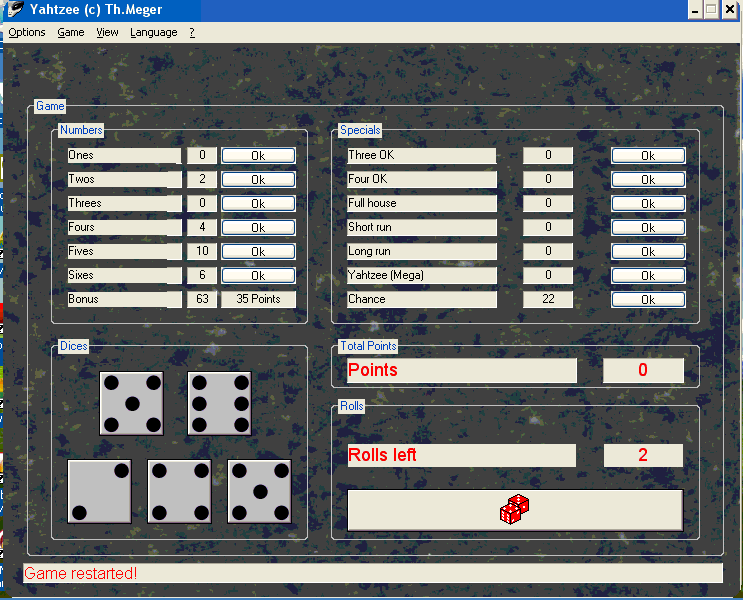 Yahtzee (c) Th.Meger
Options Game View Language ?
Game
Numbers
Ones 0 Ok
Twos 2 Ok
Threes 0 Ok
Fours 4 Ok
Fives 10 Ok
Sixes 6 Ok
Bonus 63 35 Points
Specials
Three OK 0 Ok
Four OK 0 Ok
Full house 0 Ok
Short run 0 Ok
Long run 0 Ok
Yahtzee (Mega) 0 Ok
Chance 22 Ok
Dices
Total Points
Points 0
Rolls
Rolls left 2
Game restarted!